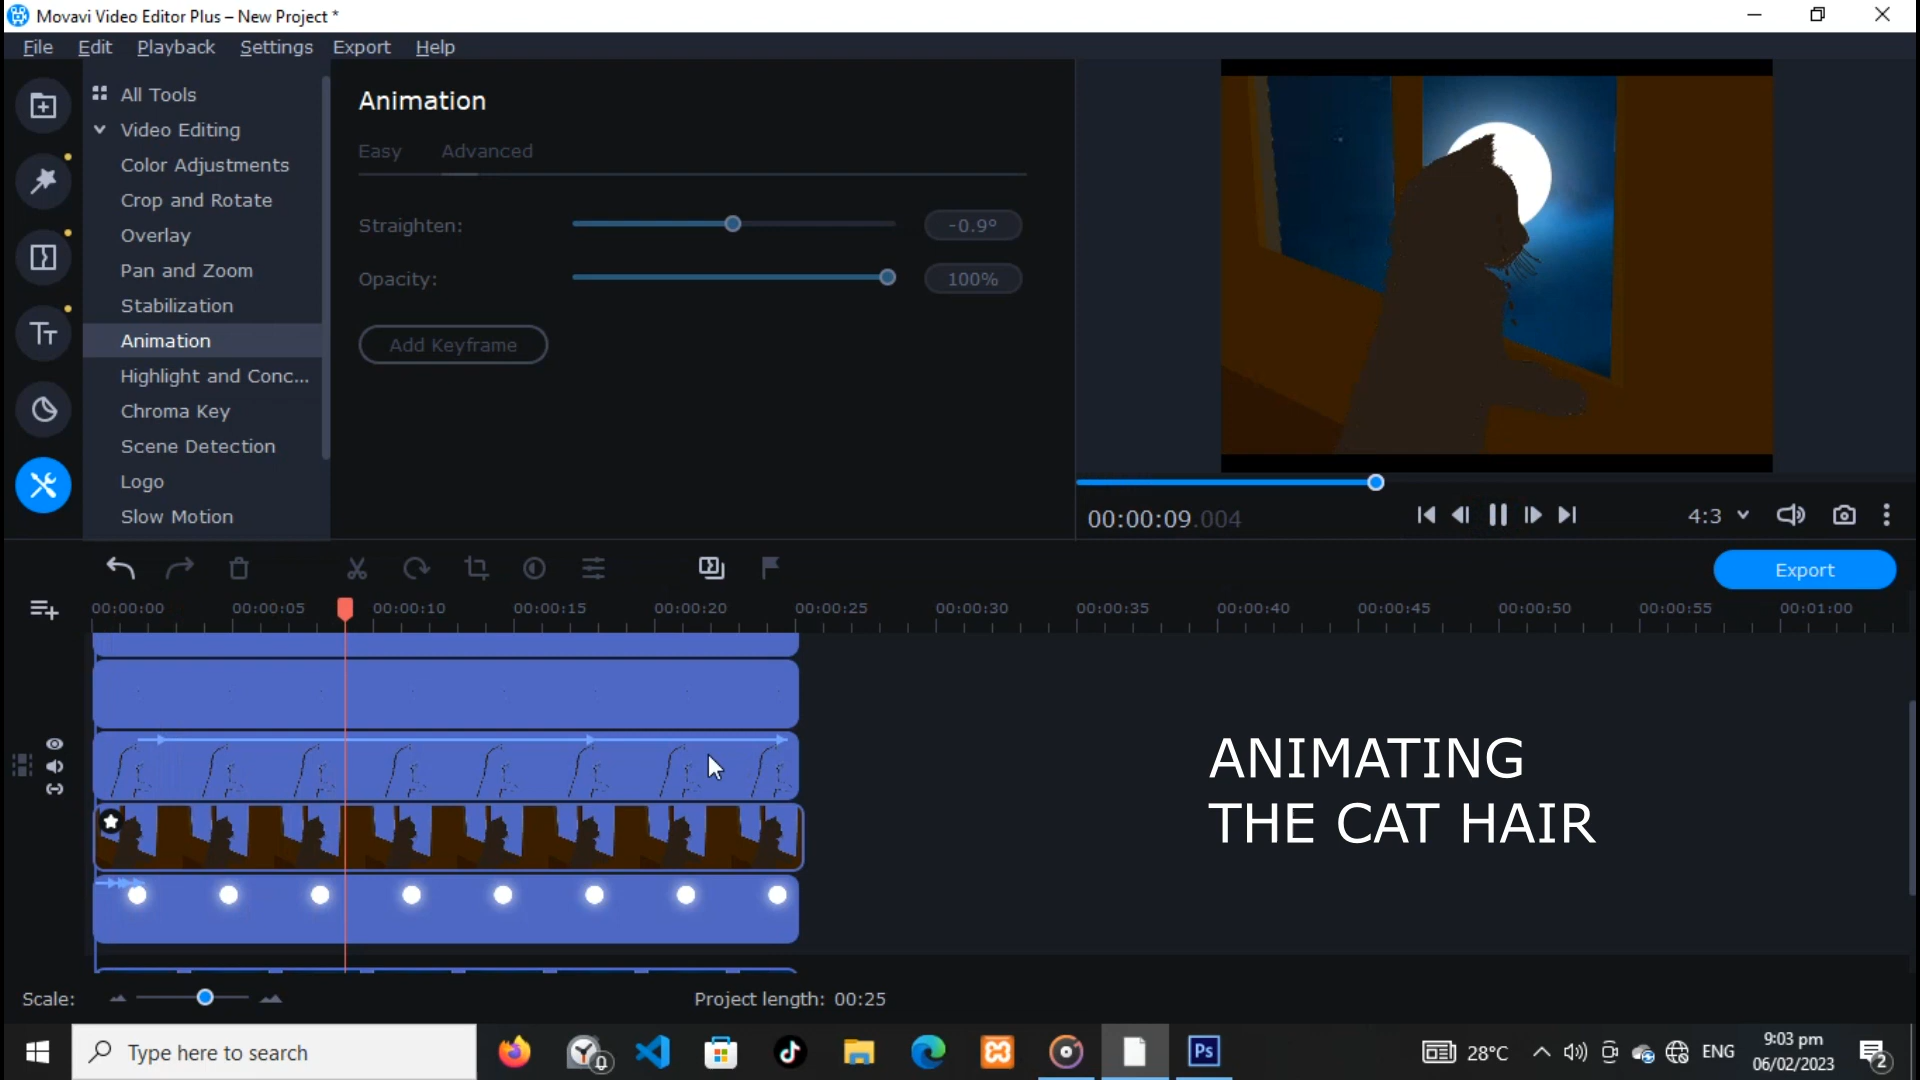 Movavi Video Editor Plus – New Project *
File Edit Playback Settings Export Help
All Tools
Video Editing
Color Adjustments
Crop and Rotate
Overlay
Pan and Zoom
Stabilization
Animation
Highlight and Conc...
Chroma Key
Scene Detection
Logo
Slow Motion
Animation
Easy Advanced
Straighten: -0.9°
Opacity: 100%
Add Keyframe
00:00:09.004
4:3
Export
00:00:00 00:00:05 00:00:10 00:00:15 00:00:20 00:00:25 00:00:30 00:00:35 00:00:40 00:00:45 00:00:50 00:00:55 00:01:00
ANIMATING
THE CAT HAIR
Scale:
Project length: 00:25
Type here to search
Ps
28°C
ENG
9:03 pm
06/02/2023
2